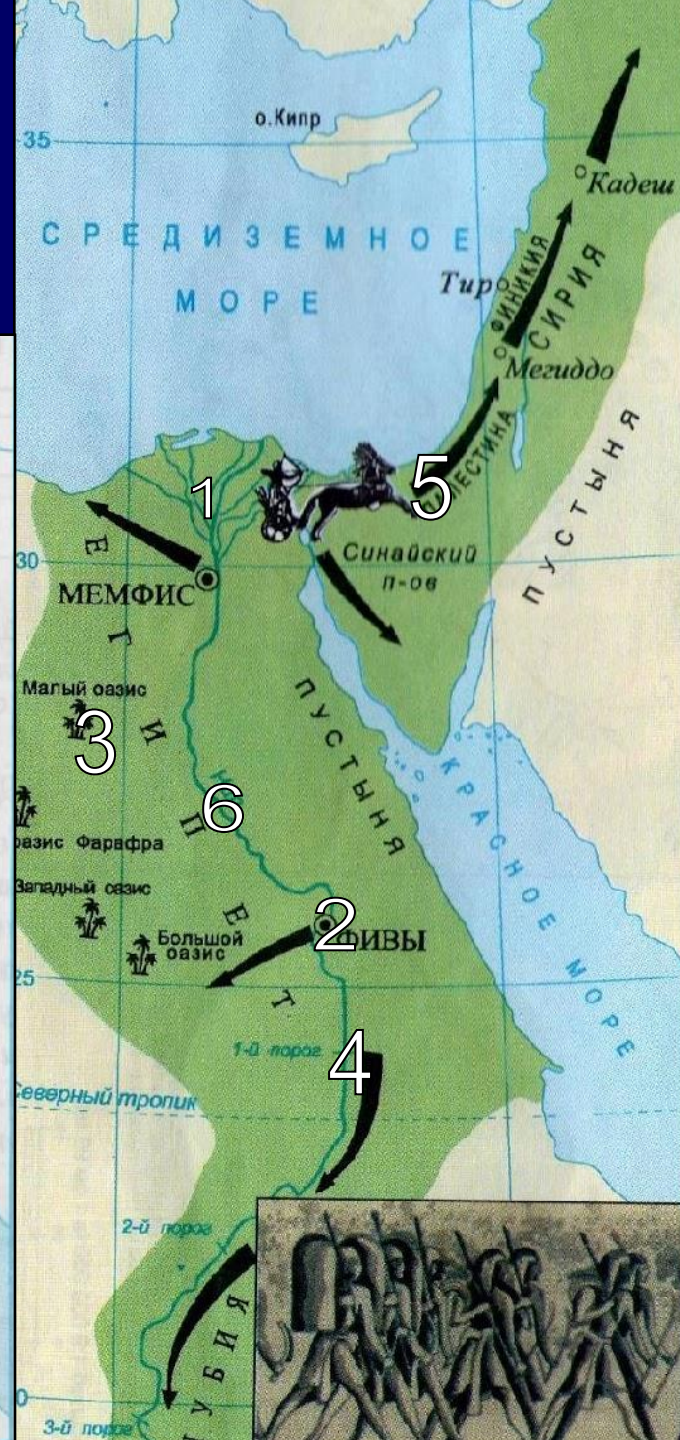 о.Кипр
35
Кадеш
СРЕДИЗЕМНОЕ
МОРЕ
Тир
ФИНИКИЯ
СИРИЯ
Мегиддо
ПУСТЫНЯ
5
1
Синайский
п-ов
30
МЕМФИС
ЕГИПЕТ
Малый оазис
3
ПУСТЫНЯ
КРАСНОЕ МОРЕ
6
Фарафра
Западный оазис
2
ФИВЫ
Большой
оазис
25
4
1-й порог
Северный тропик
2-й порог
НУБИЯ
3-й порог